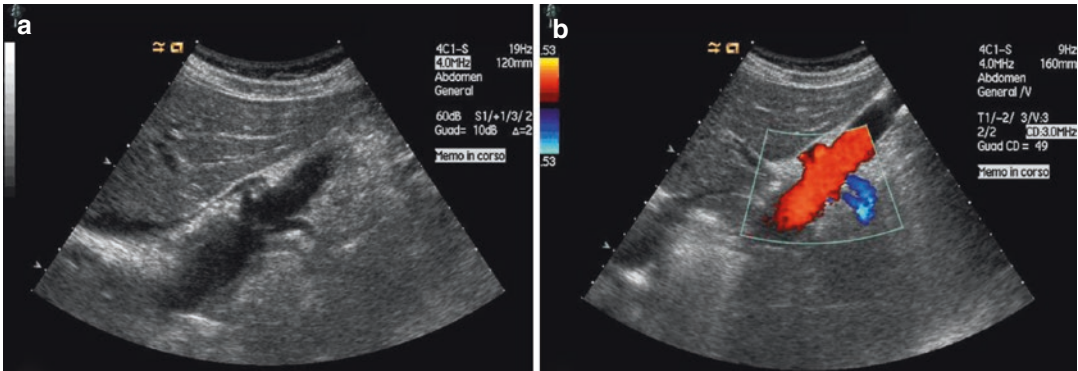 a
4C1-S 19Hz
4.0MHz 120mm
Abdomen
General
60dB S1/+1/3/2
Guad= 10dB Δ=2
Memo in corso
b
.53
.53
4C1-S 9Hz
4.0MHz 160mm
Abdomen
General /V
T1/-2/ 3/V:3
2/2 CD:3.0MHz
Guad CD = 49
Memo in corso